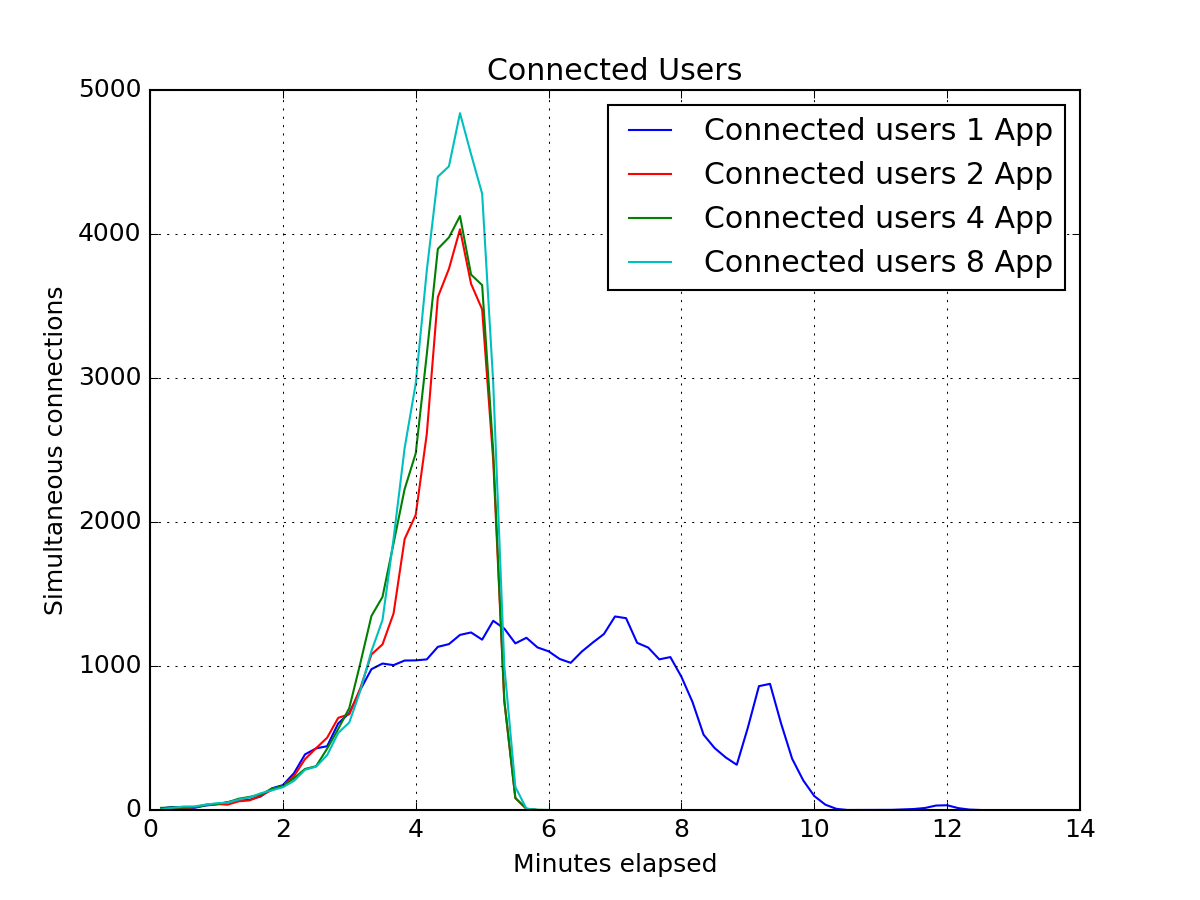 Connected Users
5000
4000
3000
2000
1000
0
Simultaneous connections
Connected users 1 App
Connected users 2 App
Connected users 4 App
Connected users 8 App
0 2 4 6 8 10 12 14
Minutes elapsed